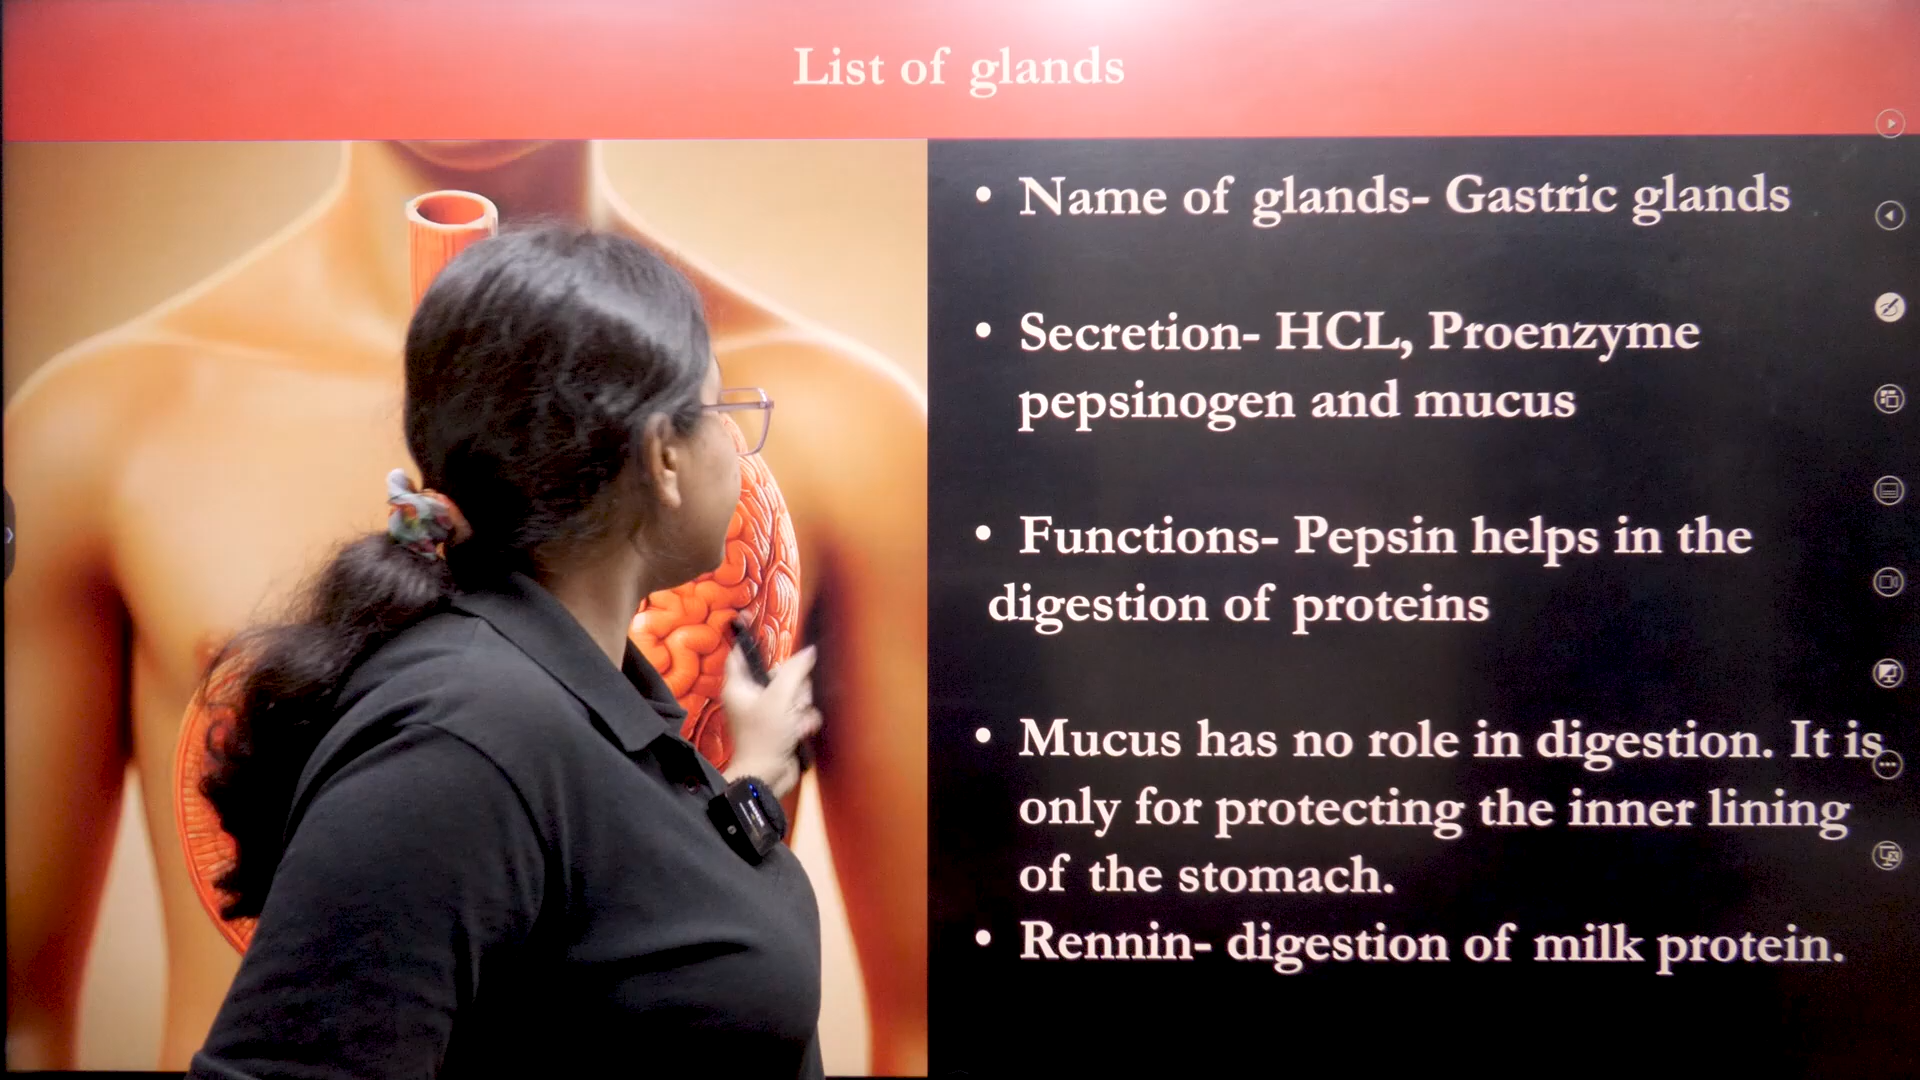 List of glands
• Name of glands- Gastric glands
• Secretion- HCL, Proenzyme
pepsinogen and mucus
• Functions- Pepsin helps in the
digestion of proteins
• Mucus has no role in digestion. It is
only for protecting the inner lining
of the stomach.
• Rennin- digestion of milk protein.